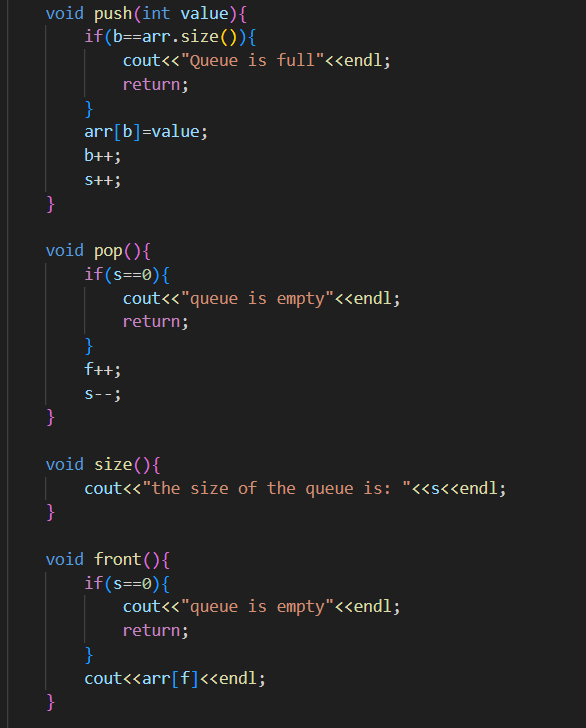 void push(int value){
if(b==arr.size()){
cout<<"Queue is full"<<endl;
return;
}
arr[b]=value;
b++;
s++;
}
void pop(){
if(s==0){
cout<<"queue is empty"<<endl;
return;
}
f++;
s--;
}
void size(){
cout<<"the size of the queue is: "<<s<<endl;
}
void front(){
if(s==0){
cout<<"queue is empty"<<endl;
return;
}
cout<<arr[f]<<endl;
}